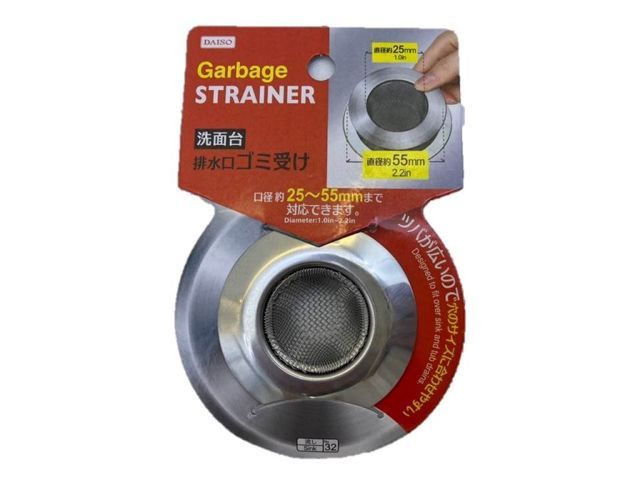 DAISO
Garbage
STRAINER
洗面台
排水口ゴミ受け
口径 約 25～55mmまで
対応できます。
Diameter:1.0in~2.2in
直径約25mm
1.0in
直径約55mm
2.2in
ツバが広いので穴のサイズに合わせやすい
Designed to fit over sink and tub drains.
流し
Sink
32